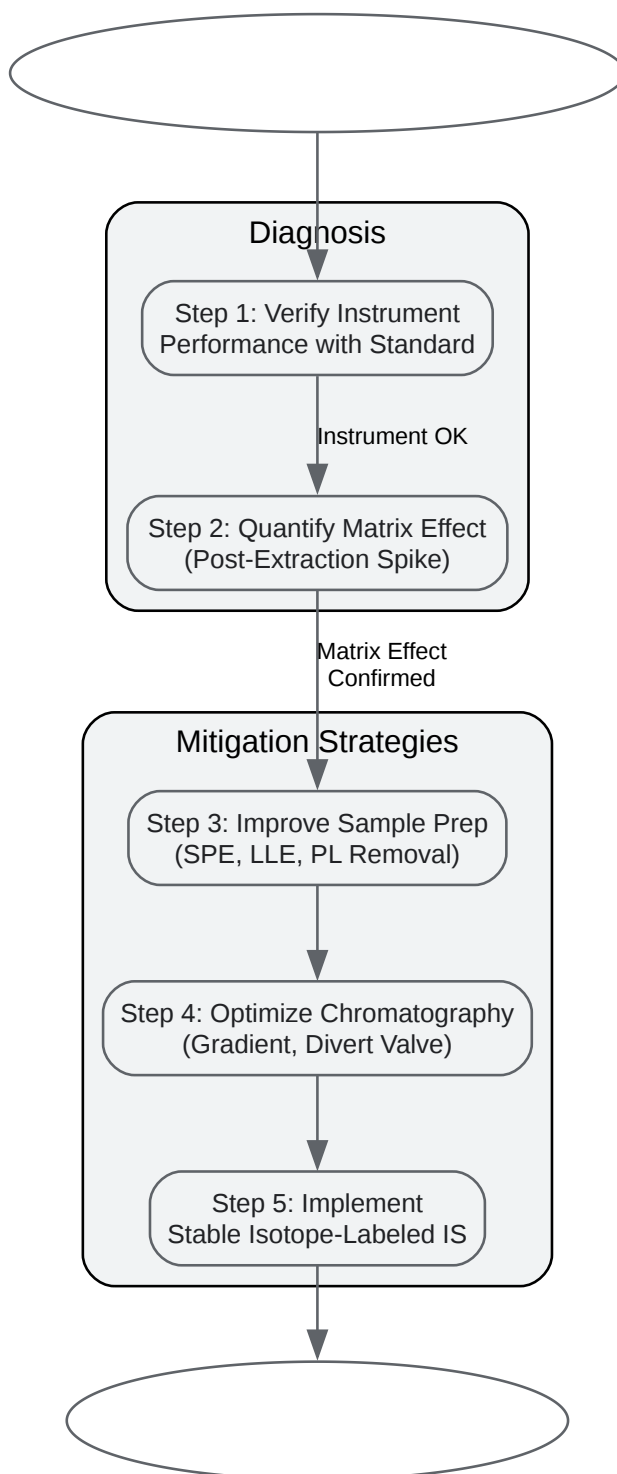 Diagnosis
Step 1: Verify Instrument
Performance with Standard
Instrument OK
Step 2: Quantify Matrix Effect
(Post-Extraction Spike)
Matrix Effect
Confirmed
Mitigation Strategies
Step 3: Improve Sample Prep
(SPE, LLE, PL Removal)
Step 4: Optimize Chromatography
(Gradient, Divert Valve)
Step 5: Implement
Stable Isotope-Labeled IS